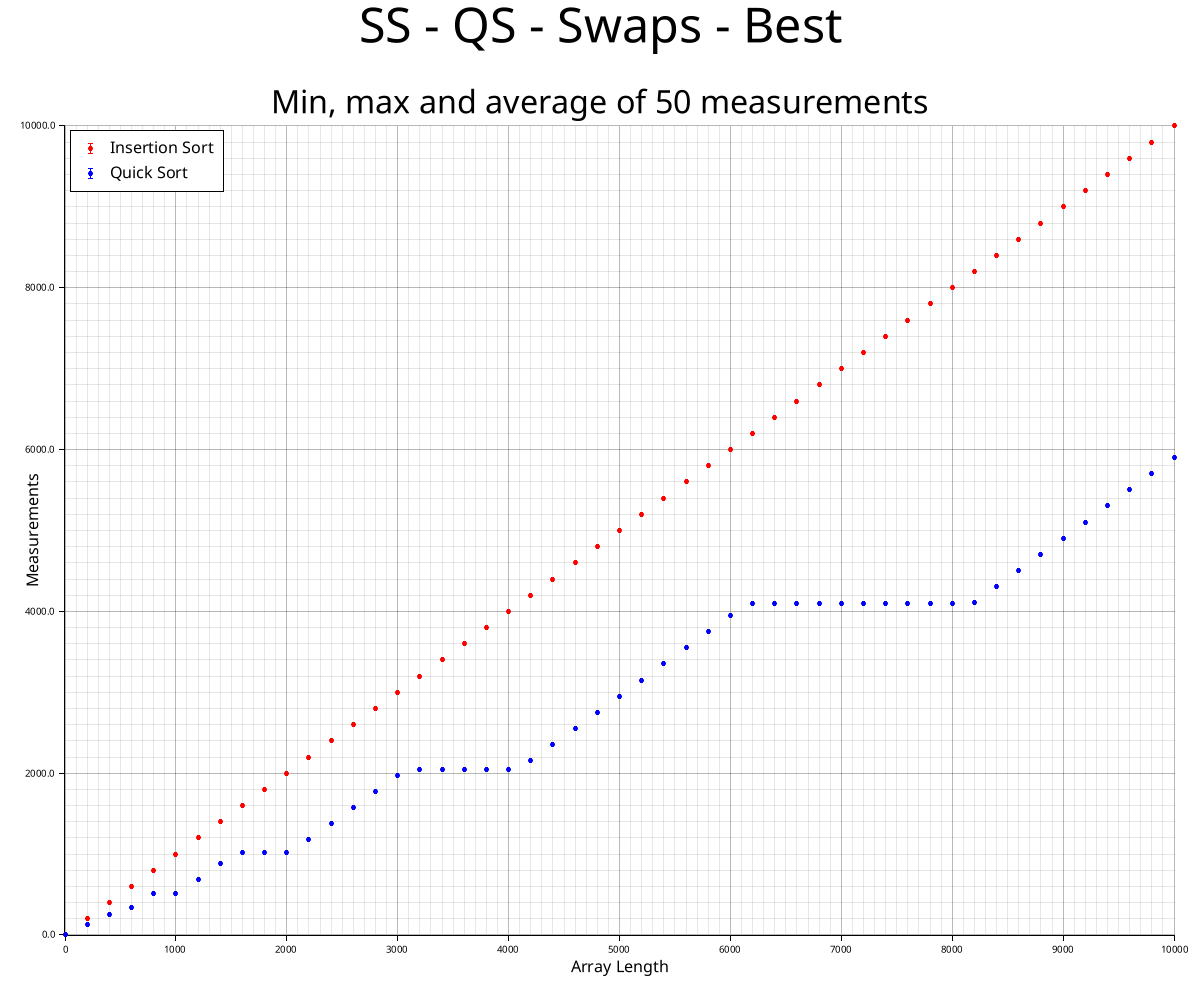 SS - QS - Swaps - Best
Min, max and average of 50 measurements
10000.0
Insertion Sort
Quick Sort
8000.0
6000.0
Measurements
4000.0
2000.0
0.0
0 1000 2000 3000 4000 5000 6000 7000 8000 9000 10000
Array Length